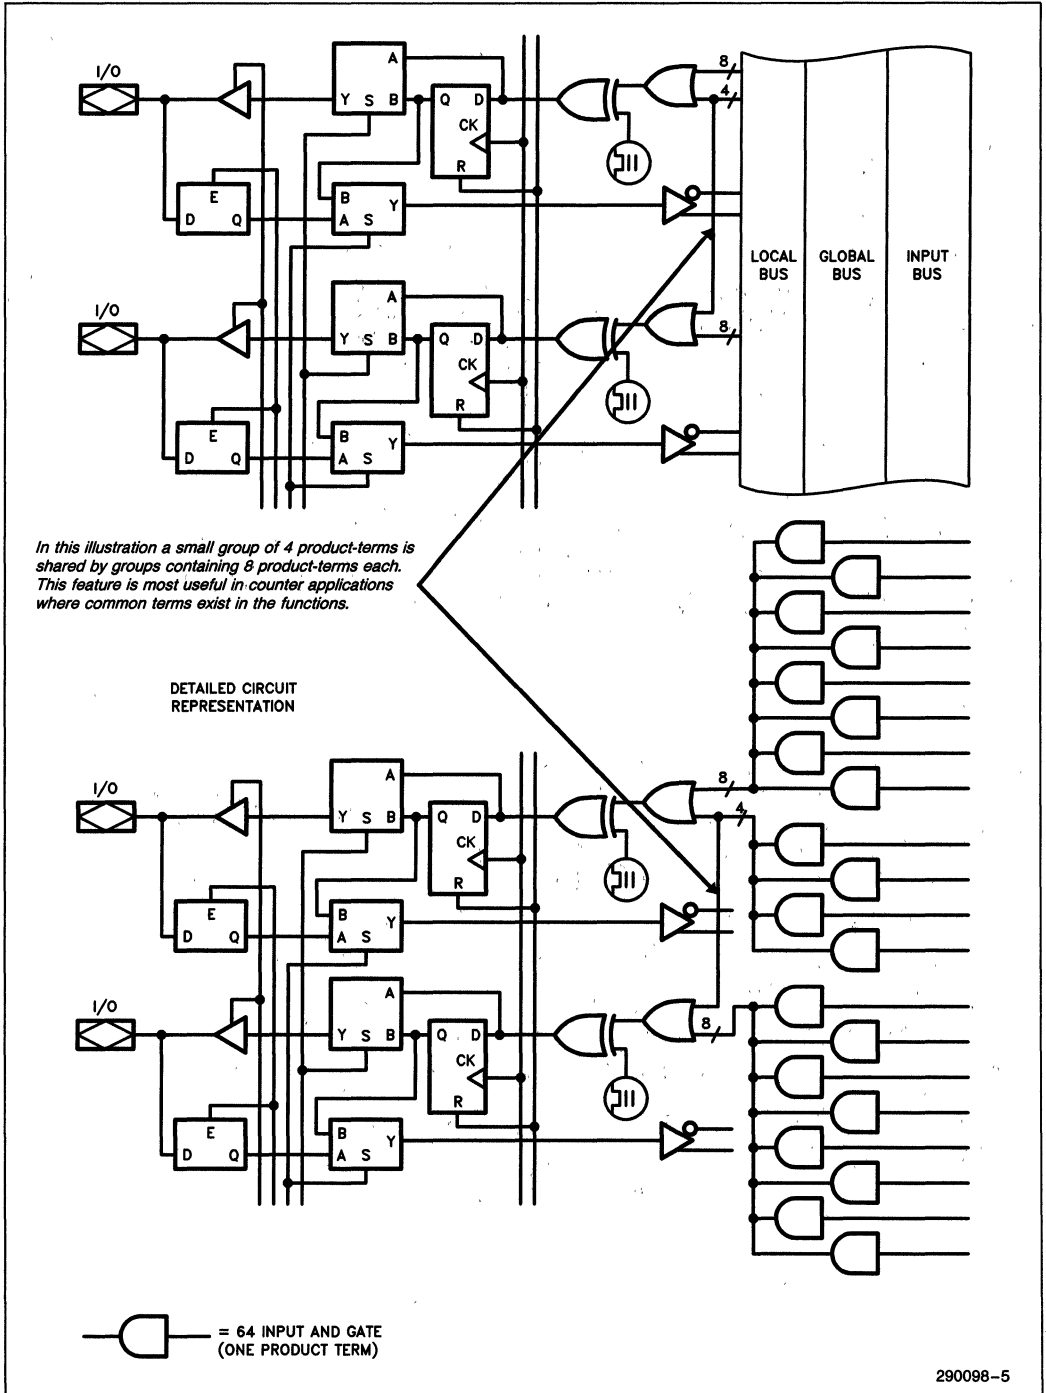 I/O
A
Y S B
Q D
CK
R
8
4
E
D Q
B
A S
Y
LOCAL
BUS
GLOBAL
BUS
INPUT
BUS
I/O
A
Y S B
Q D
CK
R
8
E
D Q
B
A S
Y
In this illustration a small group of 4 product-terms is
shared by groups containing 8 product-terms each.
This feature is most useful in counter applications
where common terms exist in the functions.
DETAILED CIRCUIT
REPRESENTATION
I/O
A
Y S B
Q D
CK
R
8
4
E
D Q
B
A S
Y
I/O
A
Y S B
Q D
CK
R
8
E
D Q
B
A S
Y
= 64 INPUT AND GATE
(ONE PRODUCT TERM)
290098-5